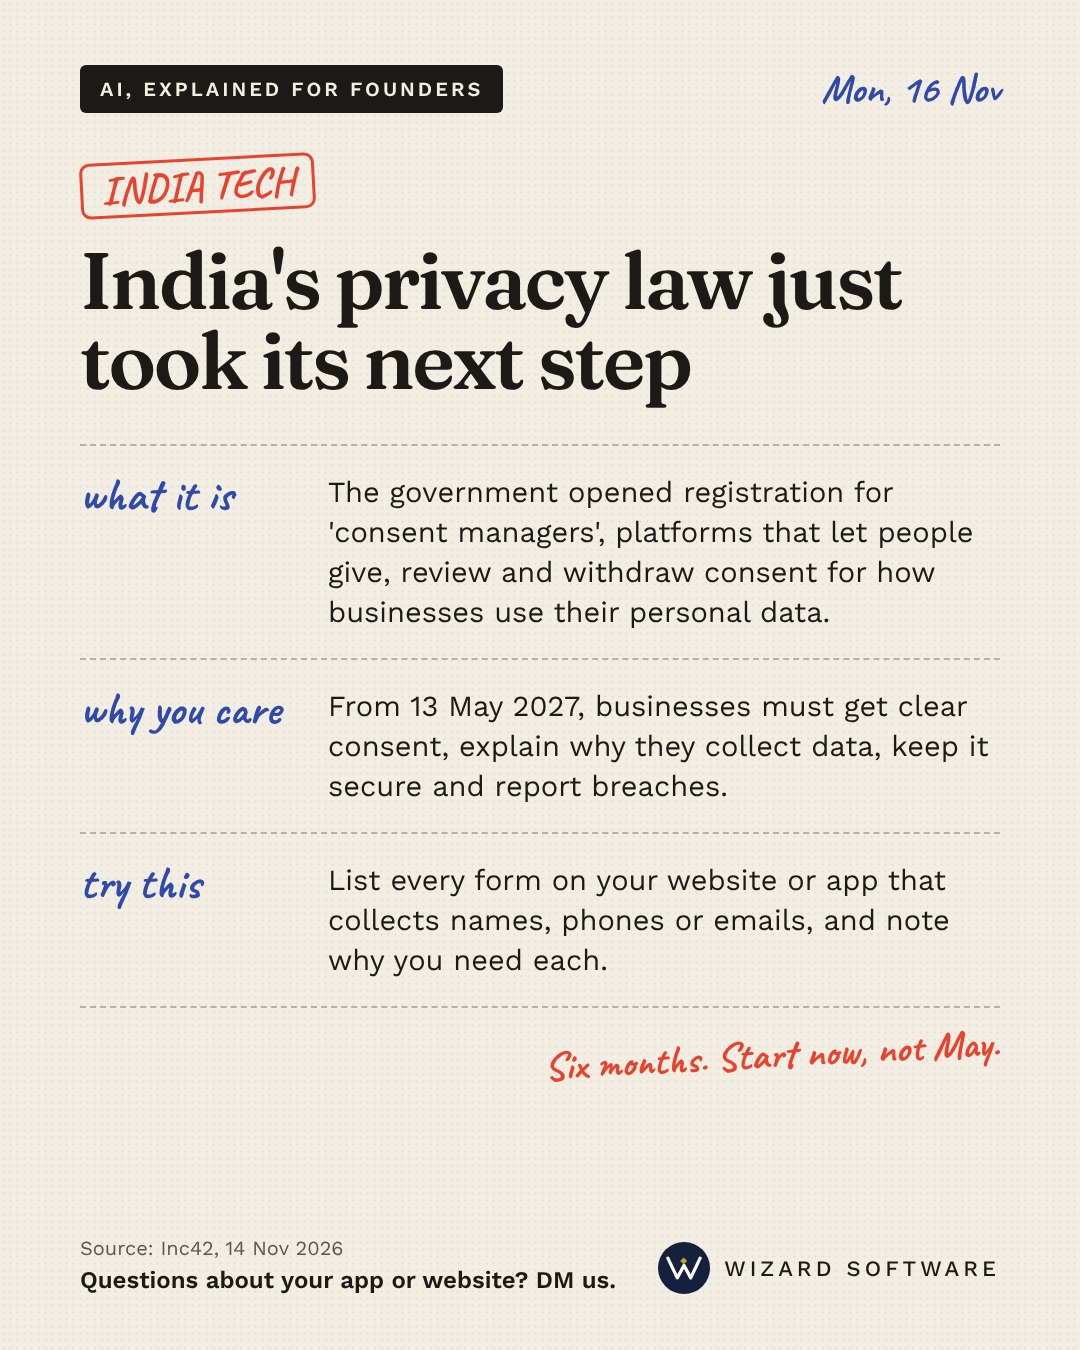 AI, EXPLAINED FOR FOUNDERS
Mon, 16 Nov
INDIA TECH
India's privacy law just
took its next step
what it is
The government opened registration for
'consent managers', platforms that let people
give, review and withdraw consent for how
businesses use their personal data.
why you care
From 13 May 2027, businesses must get clear
consent, explain why they collect data, keep it
secure and report breaches.
try this
List every form on your website or app that
collects names, phones or emails, and note
why you need each.
Six months. Start now, not May.
Source: Inc42, 14 Nov 2026
Questions about your app or website? DM us.
W
WIZARD SOFTWARE